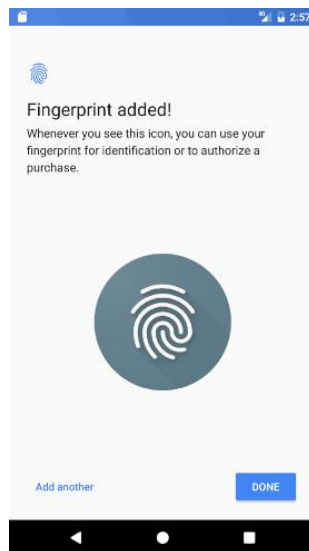 2:57
Fingerprint added!
Whenever you see this icon, you can use your
fingerprint for identification or to authorize a
purchase.
Add another
DONE